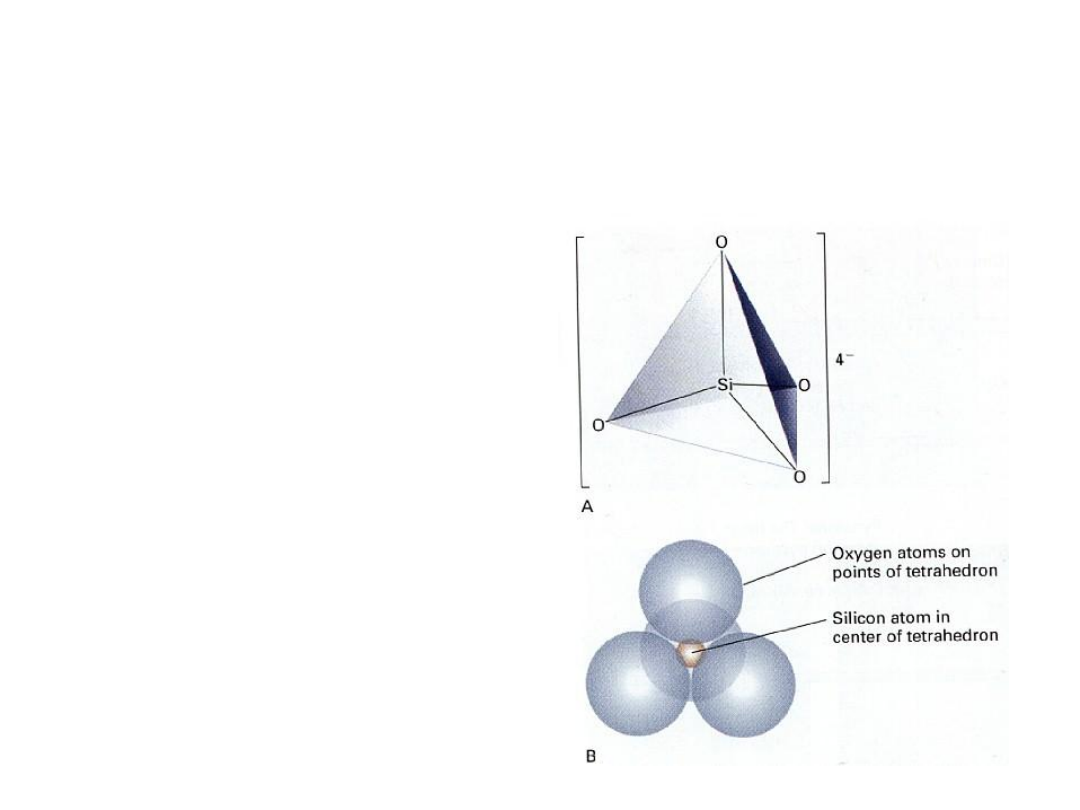 O
4⁻
Si
O
O
O
A
Oxygen atoms on
points of tetrahedron
Silicon atom in
center of tetrahedron
B